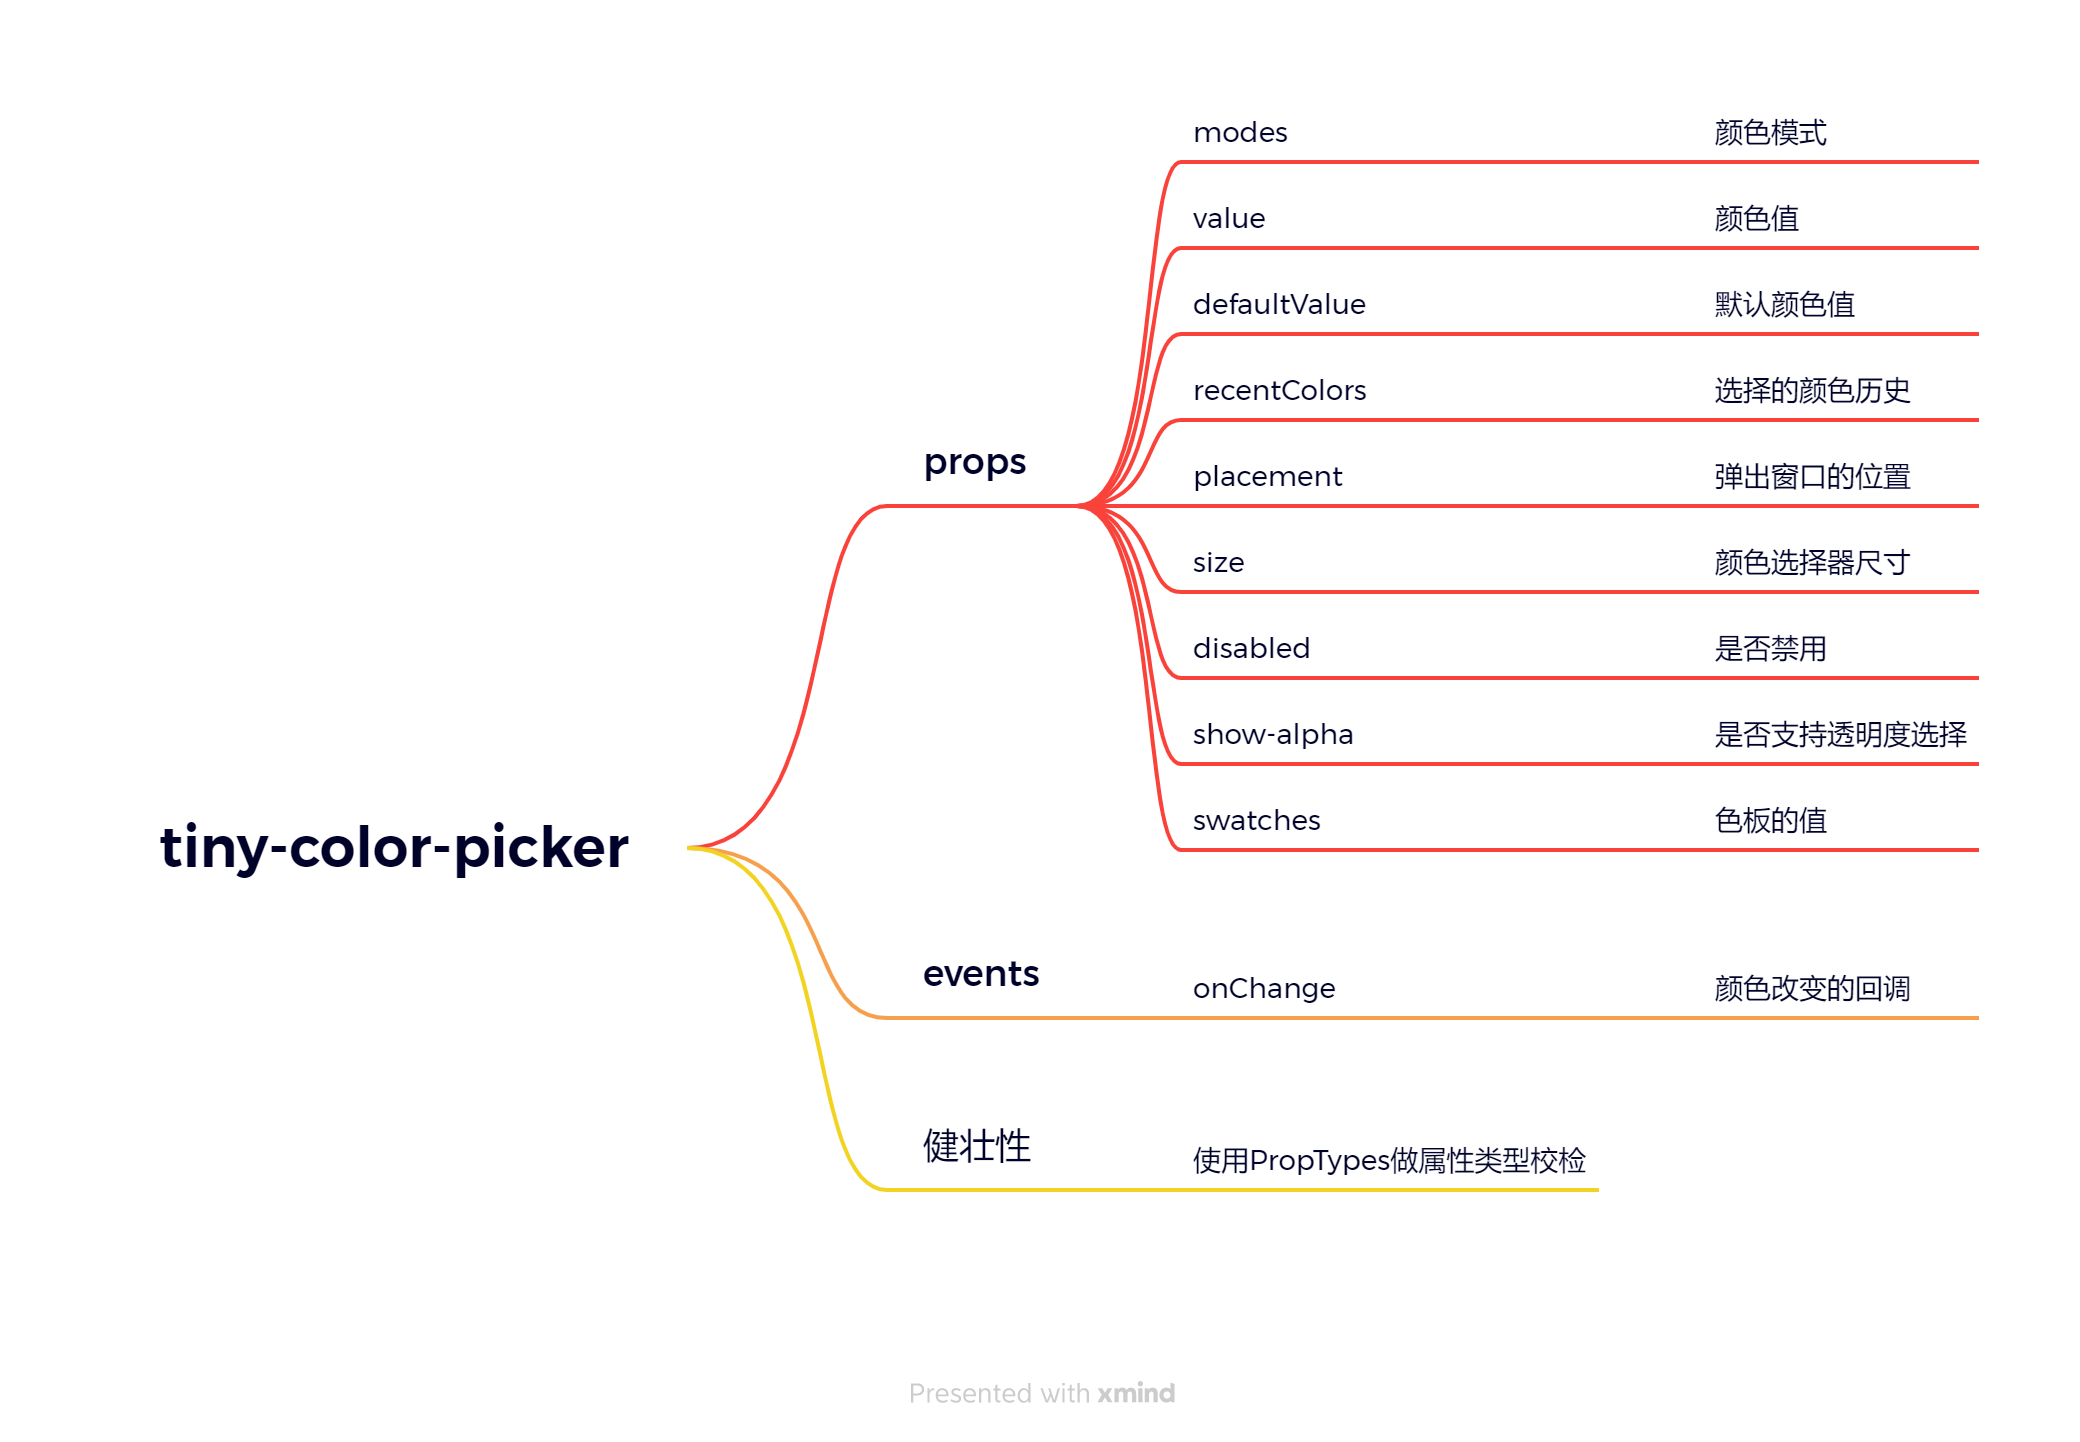 modes 颜色模式
value 颜色值
defaultValue 默认颜色值
recentColors 选择的颜色历史
props
placement 弹出窗口的位置
size 颜色选择器尺寸
disabled 是否禁用
show-alpha 是否支持透明度选择
swatches 色板的值
tiny-color-picker
events
onChange 颜色改变的回调
健壮性
使用PropTypes做属性类型校检
Presented with xmind